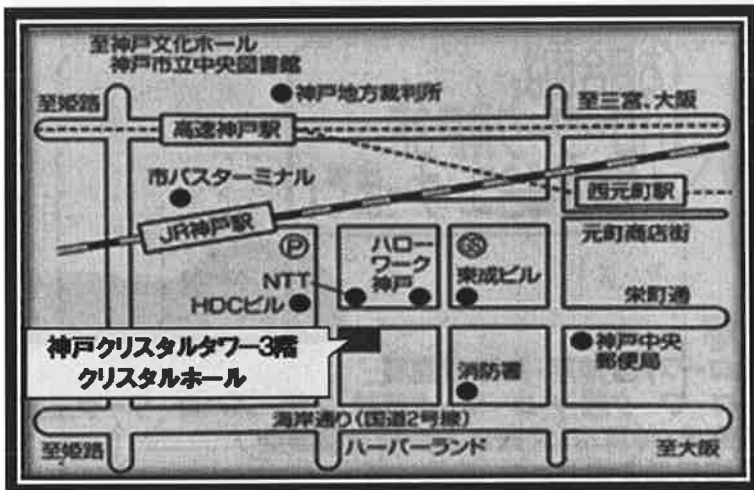 至神戸文化ホール
神戸市立中央図書館
至姫路
神戸地方裁判所
至三宮、大阪
高速神戸駅
市バスターミナル
西元町駅
JR神戸駅
元町商店街
P
ハロー
ワーク
神戸
S
東成ビル
NTT
HDCビル
栄町通
神戸クリスタルタワー3階
クリスタルホール
神戸中央
郵便局
消防署
海岸通り(国道2号線)
至姫路
ハーバーランド
至大阪